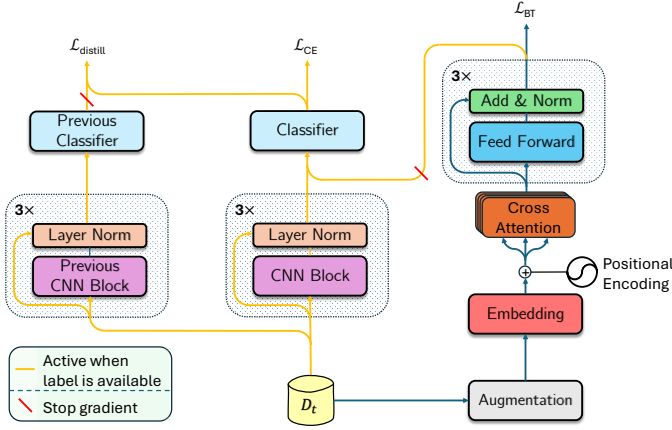 ℒ_distill
ℒ_CE
ℒ_BT
Previous
Classifier
Classifier
3×
Add & Norm
Feed Forward
3×
Layer Norm
Previous
CNN Block
3×
Layer Norm
CNN Block
Cross
Attention
Positional
Encoding
Embedding
Active when
label is available
Stop gradient
D_t
Augmentation